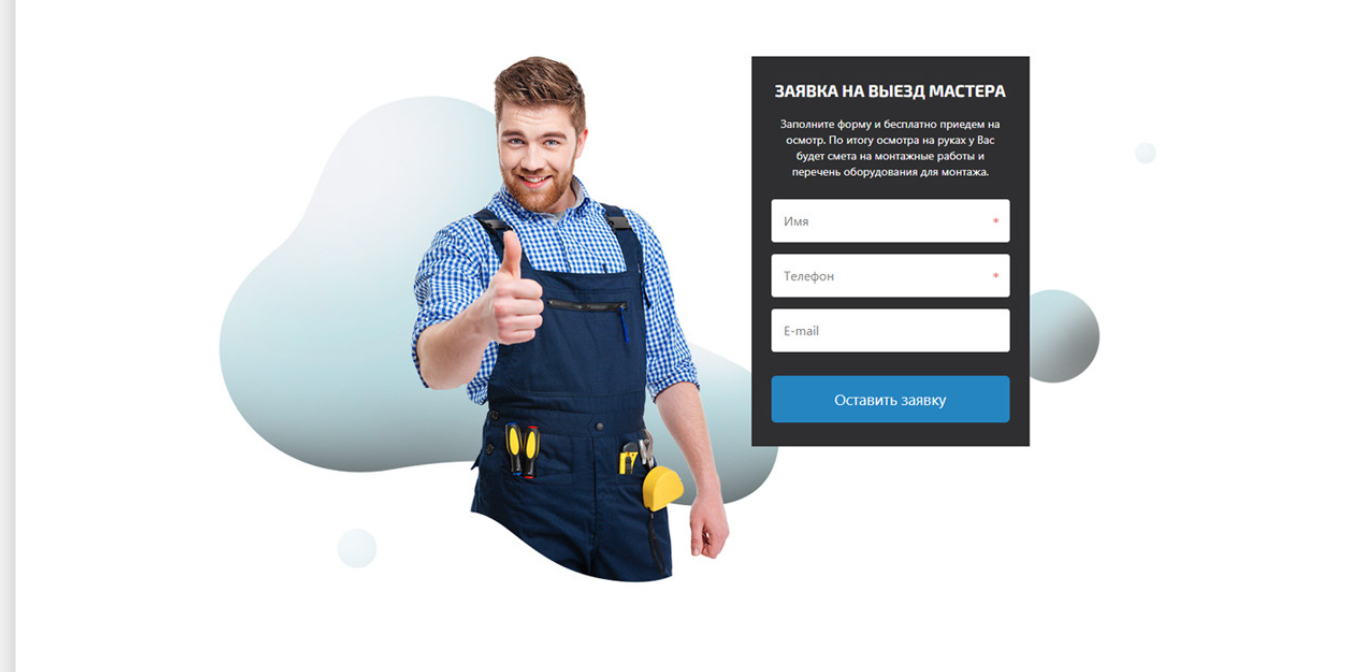 ЗАЯВКА НА ВЫЕЗД МАСТЕРА
Заполните форму и бесплатно приедем на
осмотр. По итогу осмотра на руках у Вас
будет смета на монтажные работы и
перечень оборудования для монтажа.
Имя *
Телефон *
E-mail
Оставить заявку